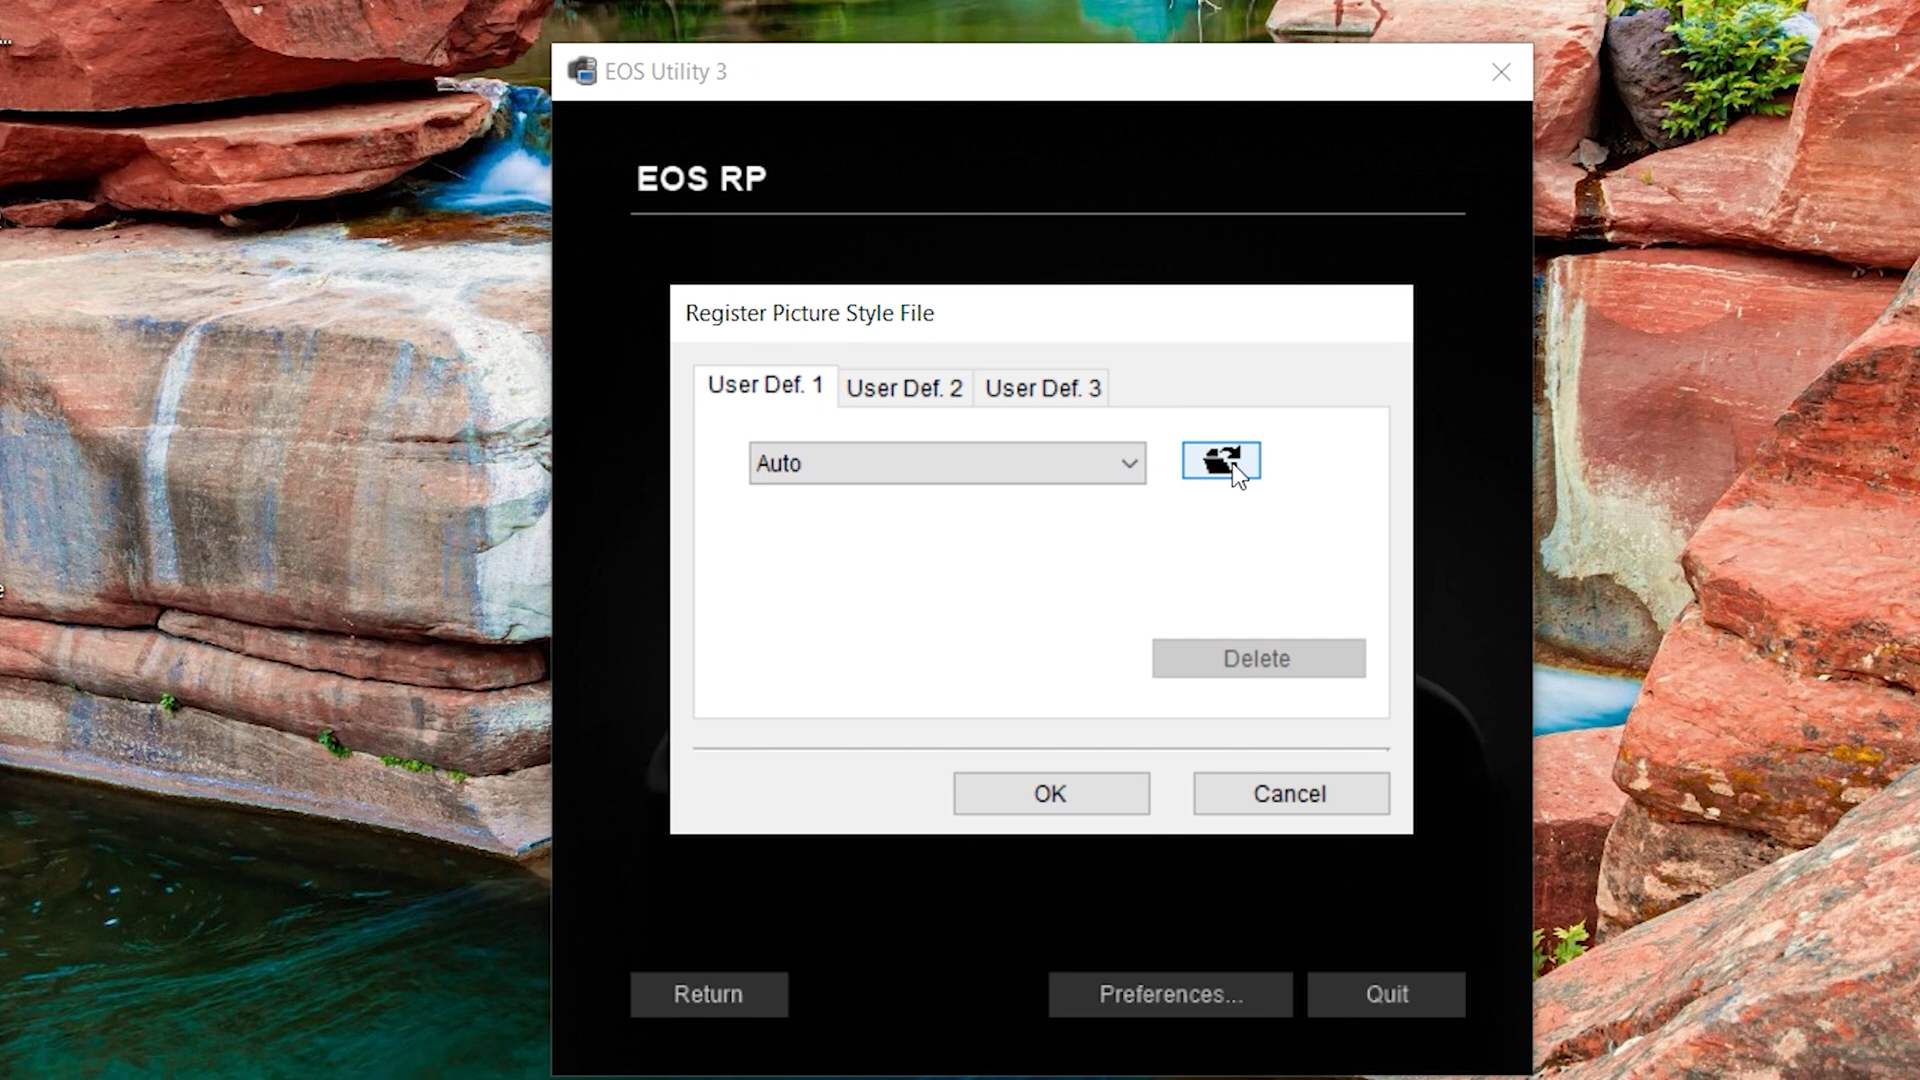 ...
EOS Utility 3
EOS RP
Register Picture Style File
User Def. 1
User Def. 2
User Def. 3
Auto
Delete
OK
Cancel
Return
Preferences...
Quit